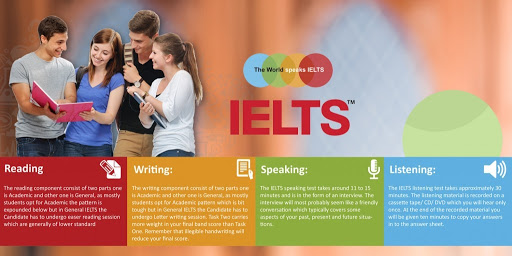 The World speaks IELTS
IELTS™
Reading
The reading component consist of two parts one
is Academic and other one is General, as mostly
students opt for Academic the pattern is
expended below but in General IELTS the
Candidate has to undergo easier reading session
which are generally of lower standard
Writing:
The writing component consist of two parts one
is Academic and other one is General, as mostly
students opt for Academic pattern which is bit
tough but in General IELTS the Candidate has to
undergo Letter writing session. Task Two carries
more weight in your final band score than Task
One. Remember that illegible handwriting will
reduce your final score.
Speaking:
The IELTS speaking test takes around 11 to 15
minutes and is in the form of an interview. The
interview will most probably seem like a friendly
conversation which typically covers some
aspects of your past, present and future situa-
tions.
Listening:
The IELTS listening test takes approximately 30
minutes. The listening material is recorded on a
cassette tape/ CD/ DVD which you will hear only
once. At the end of the recorded material you
will be given ten minutes to copy your answers
in to the answer sheet.